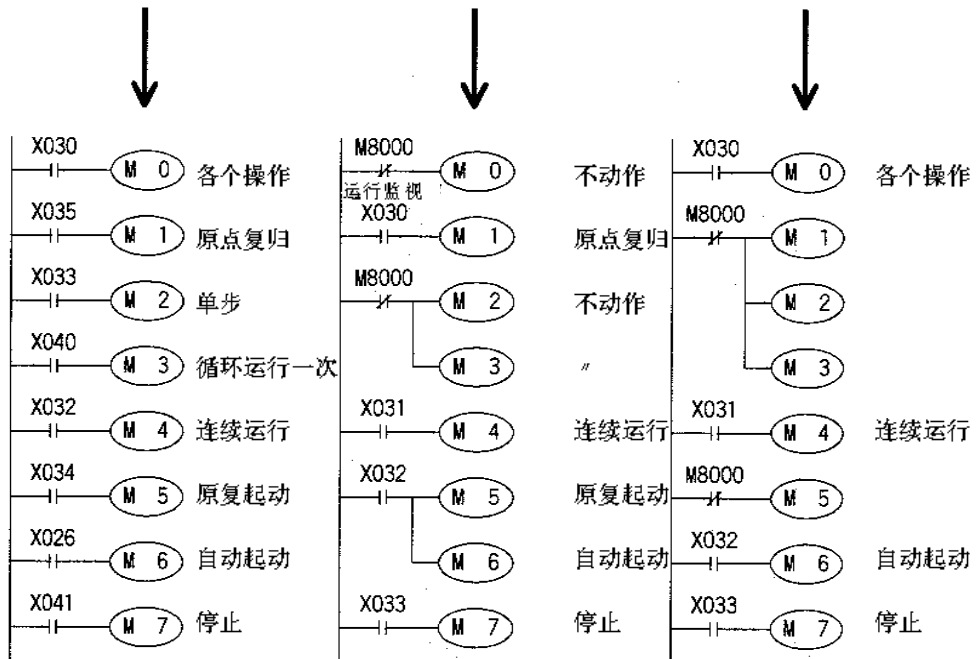 X030
M 0 各个操作
X035
M 1 原点复归
X033
M 2 单步
X040
M 3 循环运行一次
X032
M 4 连续运行
X034
M 5 原复起动
X026
M 6 自动起动
X041
M 7 停止
M8000
M 0 不动作
运行监视
X030
M 1 原点复归
M8000
M 2 不动作
M 3 〃
X031
M 4 连续运行
X032
M 5 原复起动
M 6 自动起动
X033
M 7 停止
X030
M 0 各个操作
M8000
M 1
M 2
M 3
X031
M 4 连续运行
M8000
M 5
X032
M 6 自动起动
X033
M 7 停止